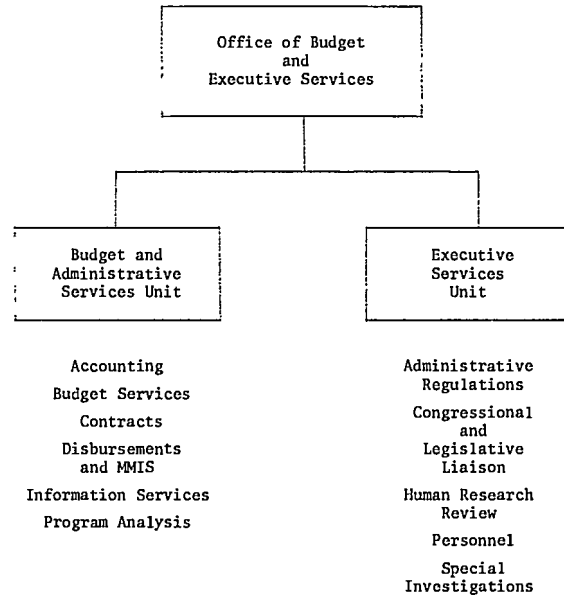 Office of Budget
and
Executive Services
Budget and
Administrative
Services Unit
Accounting
Budget Services
Contracts
Disbursements
and MMIS
Information Services
Program Analysis
Executive
Services
Unit
Administrative
Regulations
Congressional
and
Legislative
Liaison
Human Research
Review
Personnel
Special
Investigations